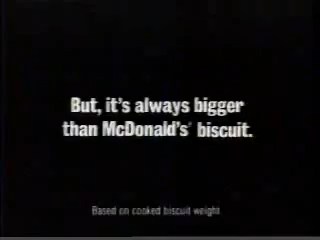 But, it's always bigger
than McDonald's® biscuit.
Based on cooked biscuit weight